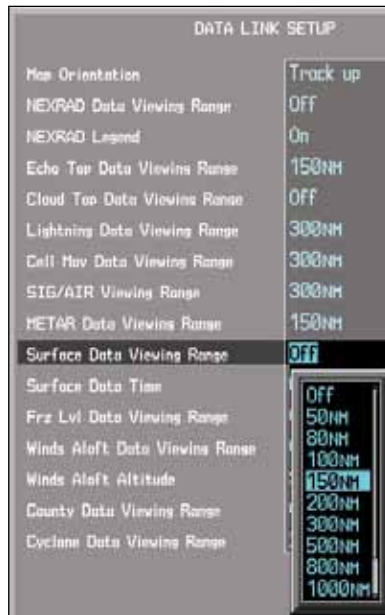 DATA LINK SETUP
Map Orientation Track up
NEXRAD Data Viewing Range Off
NEXRAD Legend On
Echo Top Data Viewing Range 150NM
Cloud Top Data Viewing Range Off
Lightning Data Viewing Range 300NM
Cell Mov Data Viewing Range 300NM
SIG/AIR Viewing Range 300NM
METAR Data Viewing Range 150NM
Surface Data Viewing Range Off
Surface Data Time
Frz Lvl Data Viewing Range
Winds Aloft Data Viewing Range
Winds Aloft Altitude
County Data Viewing Range
Cyclone Data Viewing Range
Off
50NM
80NM
100NM
150NM
200NM
300NM
500NM
800NM
1000NM